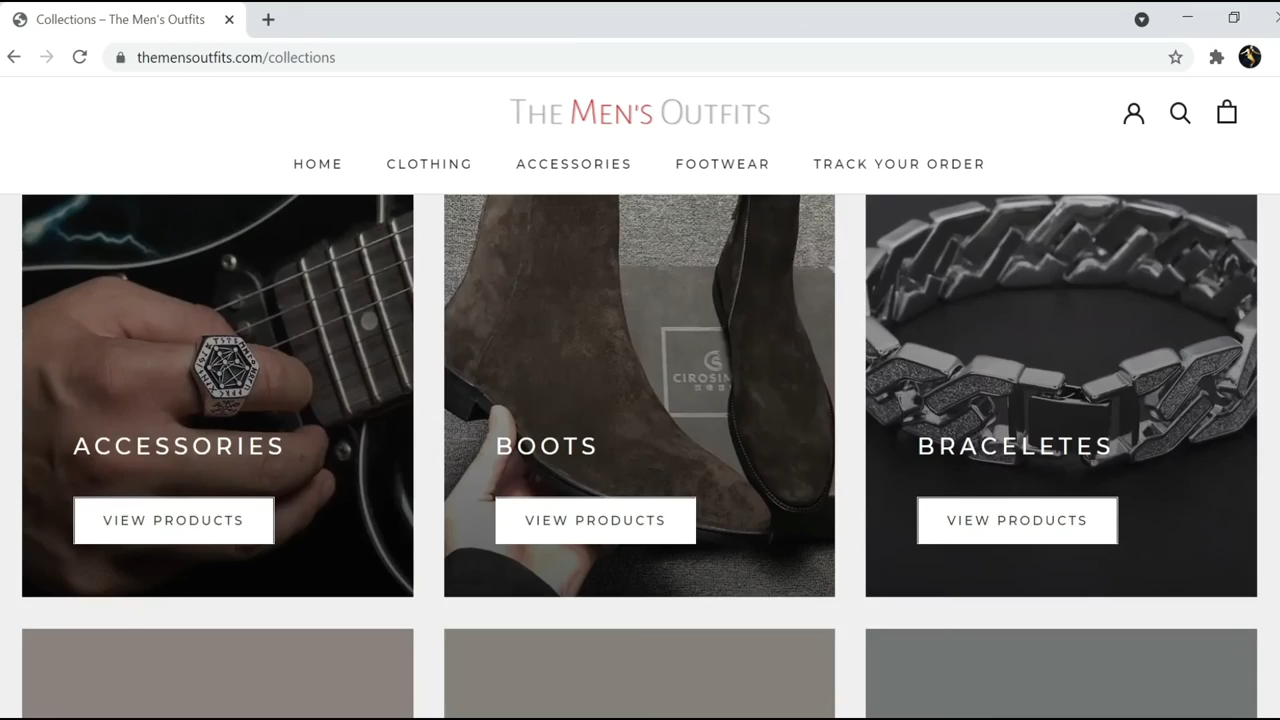 Collections – The Men's Outfits
themensoutfits.com/collections
THE MEN'S OUTFITS
HOME CLOTHING ACCESSORIES FOOTWEAR TRACK YOUR ORDER
ACCESSORIES
VIEW PRODUCTS
BOOTS
VIEW PRODUCTS
BRACELETES
VIEW PRODUCTS